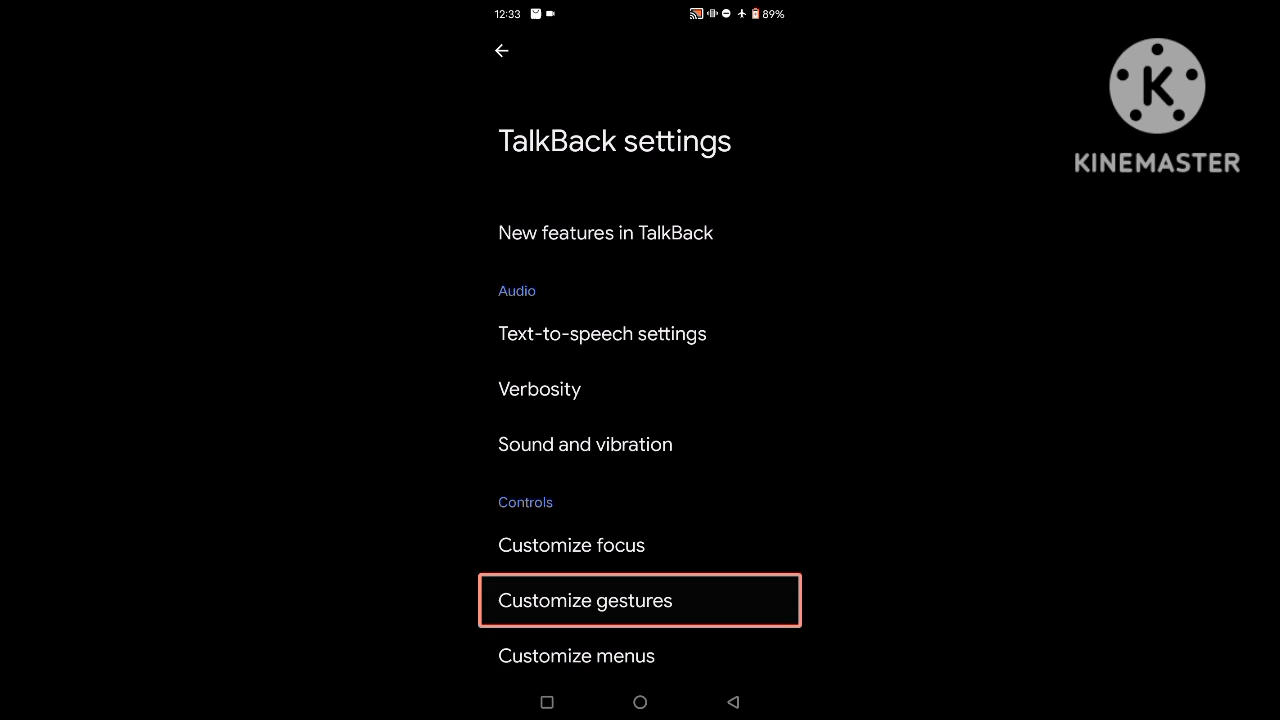 12:33
89%
K
KINEMASTER
TalkBack settings
New features in TalkBack
Audio
Text-to-speech settings
Verbosity
Sound and vibration
Controls
Customize focus
Customize gestures
Customize menus